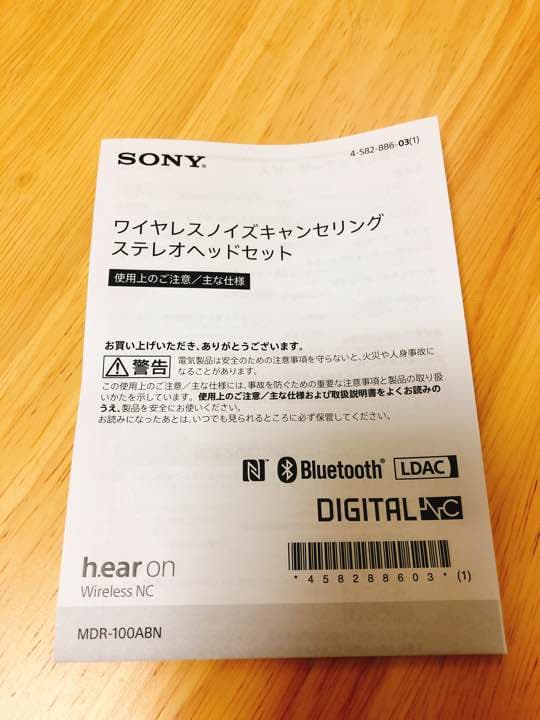 SONY®
4-582-886-03(1)
ワイヤレスノイズキャンセリング
ステレオヘッドセット
使用上のご注意／主な仕様
お買い上げいただき、ありがとうございます。
警告
電気製品は安全のための注意事項を守らないと、火災や人身事故に
なることがあります。
この使用上のご注意／主な仕様には、事故を防ぐための重要な注意事項と製品の取り扱
いかたを示しています。使用上のご注意／主な仕様および取扱説明書をよくお読みの
うえ、製品を安全にお使いください。
お読みになったあとは、いつでも見られるところに必ず保管してください。
Bluetooth®
LDAC
DIGITAL NC
*458288603* (1)
h.ear on
Wireless NC
MDR-100ABN